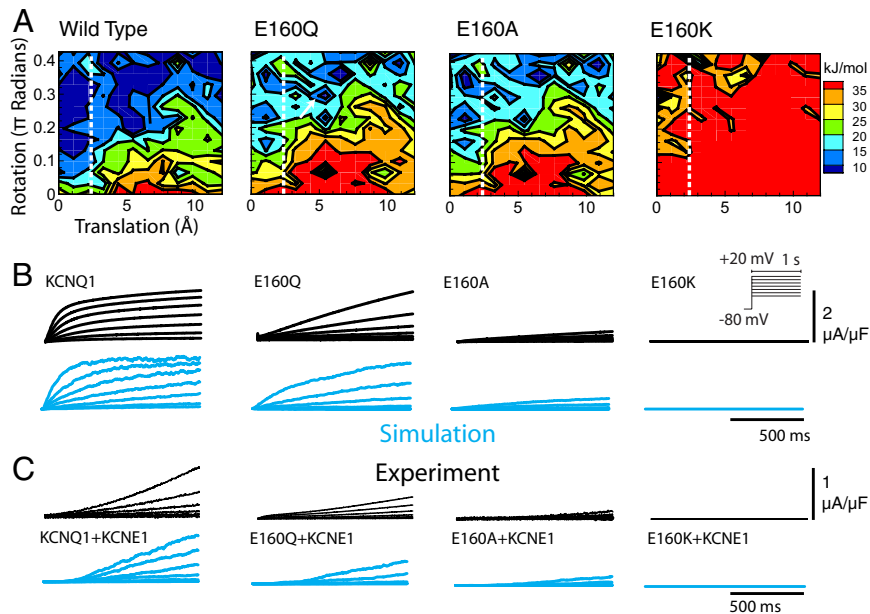 A
Wild Type
E160Q
E160A
E160K
Rotation (π Radians)
0.4
0.3
0.2
0.1
0
0 5 10
0 5 10
0 5 10
0 5 10
Translation (Å)
kJ/mol
35
30
25
20
15
10
B
KCNQ1
E160Q
E160A
E160K
+20 mV 1 s
-80 mV
2
µA/µF
Simulation
500 ms
C
Experiment
1
µA/µF
KCNQ1+KCNE1
E160Q+KCNE1
E160A+KCNE1
E160K+KCNE1
500 ms